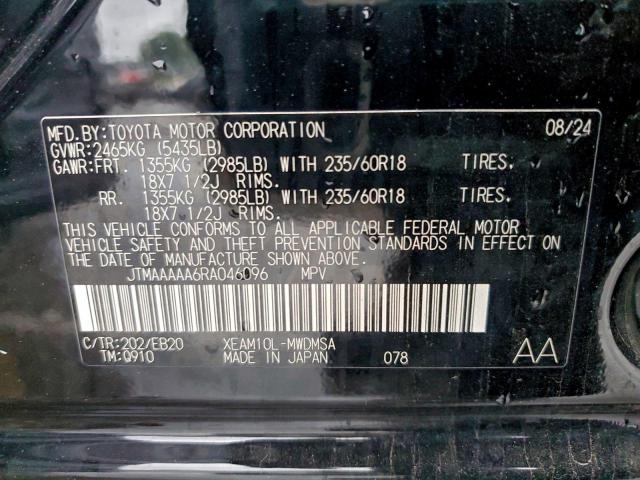 MFD.BY:TOYOTA MOTOR CORPORATION 08/24
GVWR:2465KG (5435LB)
GAWR:FRT. 1355KG (2985LB) WITH 235/60R18 TIRES.
18X7 1/2J RIMS.
RR. 1355KG (2985LB) WITH 235/60R18 TIRES.
18X7 1/2J RIMS.
THIS VEHICLE CONFORMS TO ALL APPLICABLE FEDERAL MOTOR
VEHICLE SAFETY AND THEFT PREVENTION STANDARDS IN EFFECT ON
THE DATE OF MANUFACTURE SHOWN ABOVE.
JTMAAAAA6RA046096 MPV
C/TR:202/EB20 XEAM10L-MWDMSA
TM:Q910 MADE IN JAPAN 078 AA